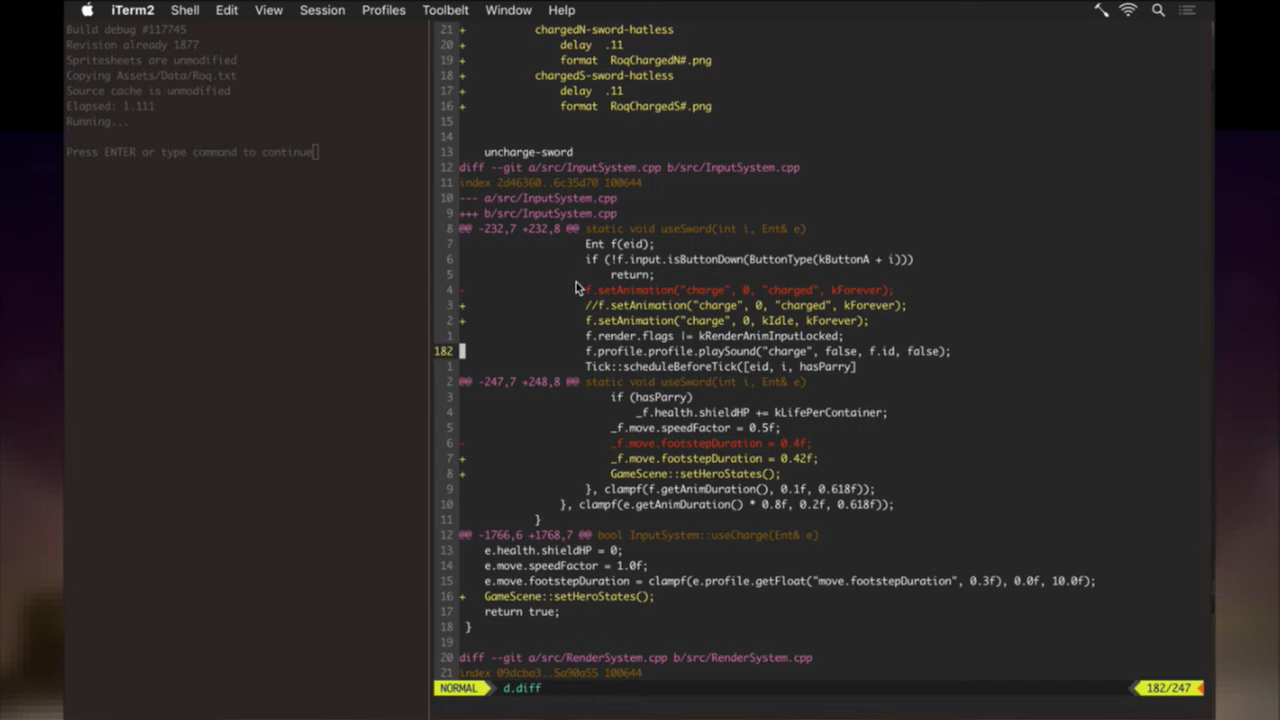 iTerm2 Shell Edit View Session Profiles Toolbelt Window Help
Build debug #117745
Revision already 1877
Spritesheets are unmodified
Copying Assets/Data/Roq.txt
Source cache is unmodified
Elapsed: 1.111
Running...
Press ENTER or type command to continue
21 + chargedN-sword-hatless
20 + delay .11
19 + format RoqChargedN#.png
18 + chargedS-sword-hatless
17 + delay .11
16 + format RoqChargedS#.png
15
14
13 uncharge-sword
12 diff --git a/src/InputSystem.cpp b/src/InputSystem.cpp
11 index 2d46360..6c35d70 100644
10 --- a/src/InputSystem.cpp
9 +++ b/src/InputSystem.cpp
8 @@ -232,7 +232,8 @@ static void useSword(int i, Ent& e)
7 Ent f(eid);
6 if (!f.input.isButtonDown(ButtonType(kButtonA + i)))
5 return;
4 - f.setAnimation("charge", 0, "charged", kForever);
3 + //f.setAnimation("charge", 0, "charged", kForever);
2 + f.setAnimation("charge", 0, kIdle, kForever);
1 f.render.flags |= kRenderAnimInputLocked;
182 f.profile.profile.playSound("charge", false, f.id, false);
1 Tick::scheduleBeforeTick([eid, i, hasParry]
2 @@ -247,7 +248,8 @@ static void useSword(int i, Ent& e)
3 if (hasParry)
4 _f.health.shieldHP += kLifePerContainer;
5 _f.move.speedFactor = 0.5f;
6 - _f.move.footstepDuration = 0.4f;
7 + _f.move.footstepDuration = 0.42f;
8 + GameScene::setHeroStates();
9 }, clampf(f.getAnimDuration(), 0.1f, 0.618f));
10 }, clampf(e.getAnimDuration() * 0.8f, 0.2f, 0.618f));
11 }
12 @@ -1766,6 +1768,7 @@ bool InputSystem::useCharge(Ent& e)
13 e.health.shieldHP = 0;
14 e.move.speedFactor = 1.0f;
15 e.move.footstepDuration = clampf(e.profile.getFloat("move.footstepDuration", 0.3f), 0.0f, 10.0f);
16 + GameScene::setHeroStates();
17 return true;
18 }
19
20 diff --git a/src/RenderSystem.cpp b/src/RenderSystem.cpp
21 index 09dcba3..5a90a55 100644
NORMAL d.diff 182/247